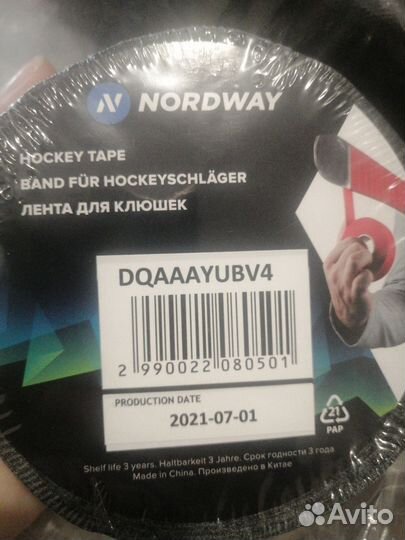 NORDWAY
HOCKEY TAPE
BAND FÜR HOCKEYSCHLÄGER
ЛЕНТА ДЛЯ КЛЮШЕК
DQAAAYUBV4
2 990022 080501
PRODUCTION DATE
2021-07-01
21
PAP
Shelf life 3 years. Haltbarkeit 3 Jahre. Срок годности 3 года
Made in China. Произведено в Китае
Avito